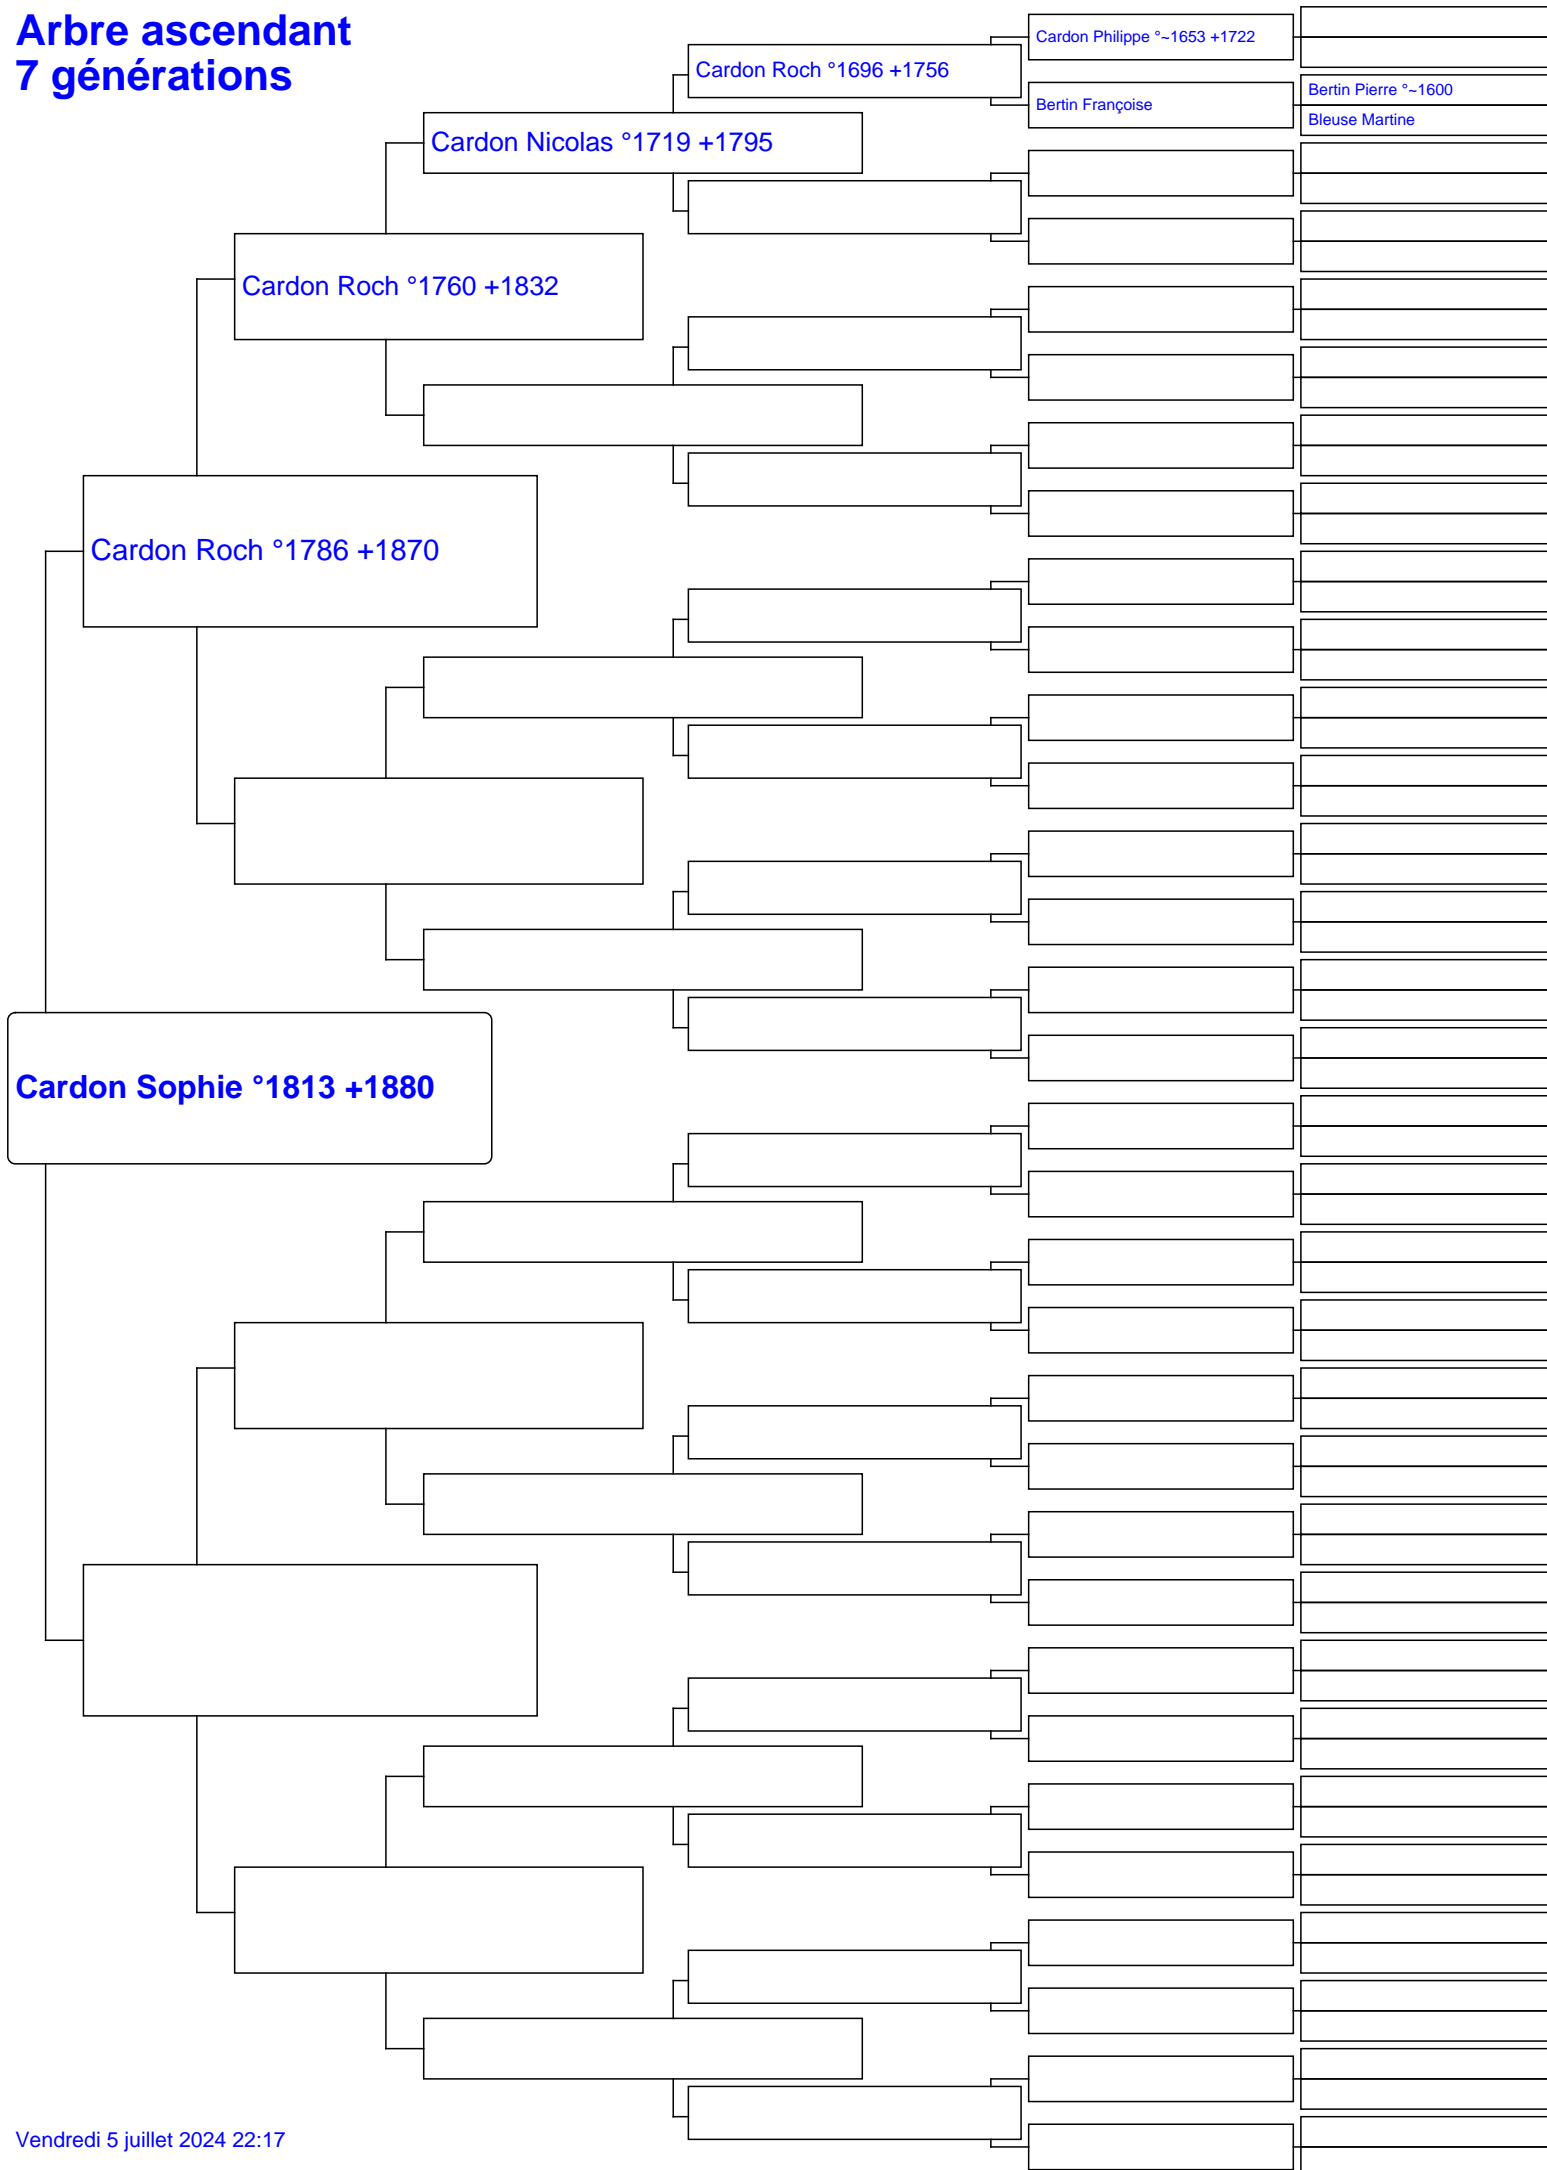 Arbre ascendant
7 générations
Cardon Philippe °~1653 +1722
Cardon Roch °1696 +1756
Bertin Pierre °~1600
Bertin Françoise
Bleuse Martine
Cardon Nicolas °1719 +1795
Cardon Roch °1760 +1832
Cardon Roch °1786 +1870
Cardon Sophie °1813 +1880
Vendredi 5 juillet 2024 22:17